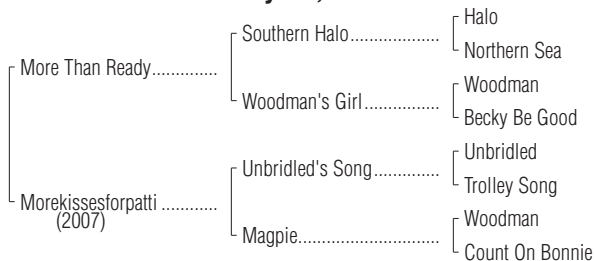 Halo
Southern Halo..................
Northern Sea
More Than Ready.............
Woodman
Woodman's Girl...............
Becky Be Good
Unbridled
Unbridled's Song.............
Trolley Song
Morekissesforpatti ...........
(2007)
Woodman
Magpie............................
Count On Bonnie